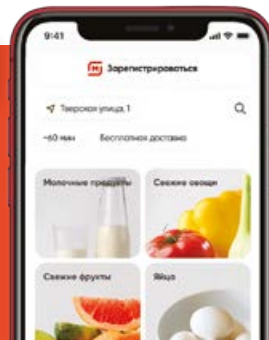 9:41
М Зарегистрироваться
Тверская улица, 1
~60 мин Бесплатная доставка
Молочные продукты Свежие овощи
Свежие фрукты Яйца